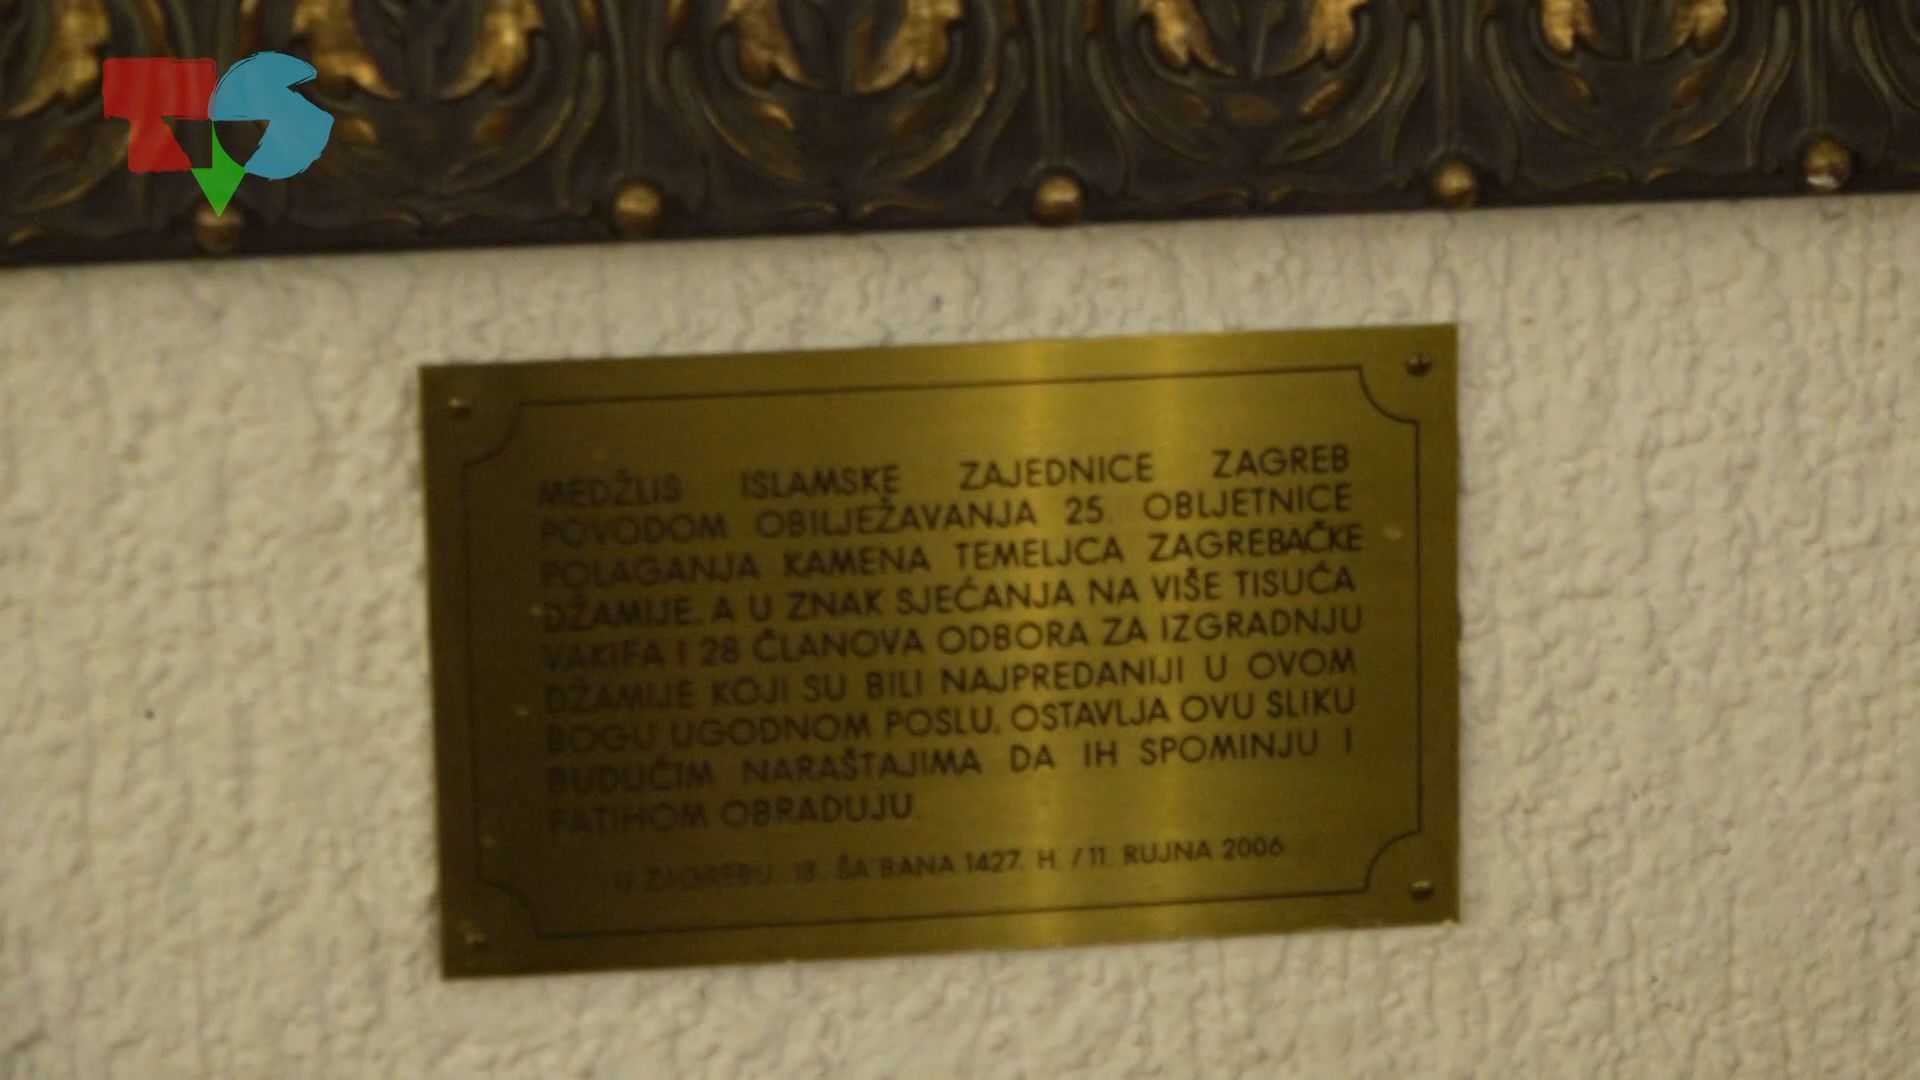 TVS
MEDŽLIS ISLAMSKE ZAJEDNICE ZAGREB
POVODOM OBILJEŽAVANJA 25. OBLJETNICE
POLAGANJA KAMENA TEMELJCA ZAGREBAČKE
DŽAMIJE, A U ZNAK SJEĆANJA NA VIŠE TISUĆA
VAKIFA I 28 ČLANOVA ODBORA ZA IZGRADNJU
DŽAMIJE KOJI SU BILI NAJPREDANIJI U OVOM
BOGU UGODNOM POSLU, OSTAVLJA OVU SLIKU
BUDUĆIM NARAŠTAJIMA DA IH SPOMINJU I
FATIHOM OBRADUJU.
U ZAGREBU, 18. ŠA'BANA 1427. H. / 11. RUJNA 2006.